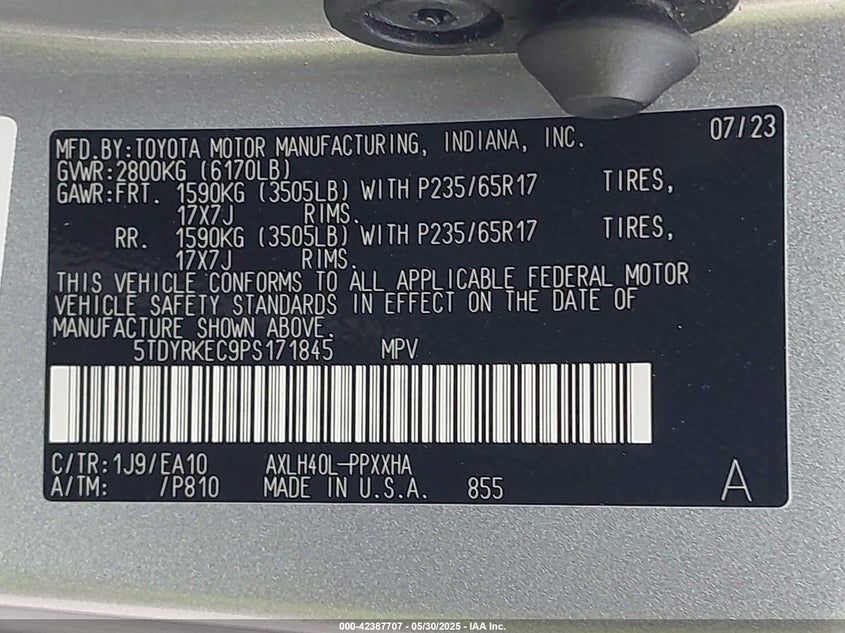 07/23
MFD.BY:TOYOTA MOTOR MANUFACTURING, INDIANA, INC.
GVWR:2800KG (6170LB)
GAWR:FRT. 1590KG (3505LB) WITH P235/65R17 TIRES,
17X7J RIMS.
RR. 1590KG (3505LB) WITH P235/65R17 TIRES,
17X7J RIMS.
THIS VEHICLE CONFORMS TO ALL APPLICABLE FEDERAL MOTOR
VEHICLE SAFETY STANDARDS IN EFFECT ON THE DATE OF
MANUFACTURE SHOWN ABOVE.
5TDYRKEC9PS171845 MPV
C/TR:1J9/EA10 AXLH40L-PPXXHA
A/TM: /P810 MADE IN U.S.A. 855
A
000-42387707 - 05/30/2025 - IAA Inc.